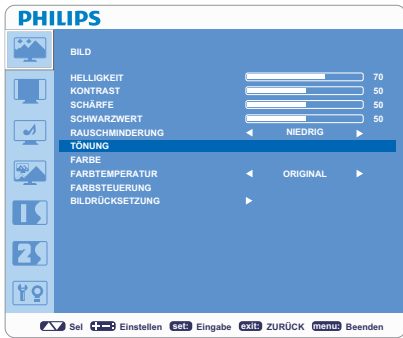 PHILIPS
BILD
HELLIGKEIT 70
KONTRAST 50
SCHÄRFE 50
SCHWARZWERT 50
RAUSCHMINDERUNG NIEDRIG
TÖNUNG
FARBE
FARBTEMPERATUR ORIGINAL
FARBSTEUERUNG
BILDRÜCKSETZUNG
Sel Einstellen set: Eingabe exit: ZURÜCK menu: Beenden